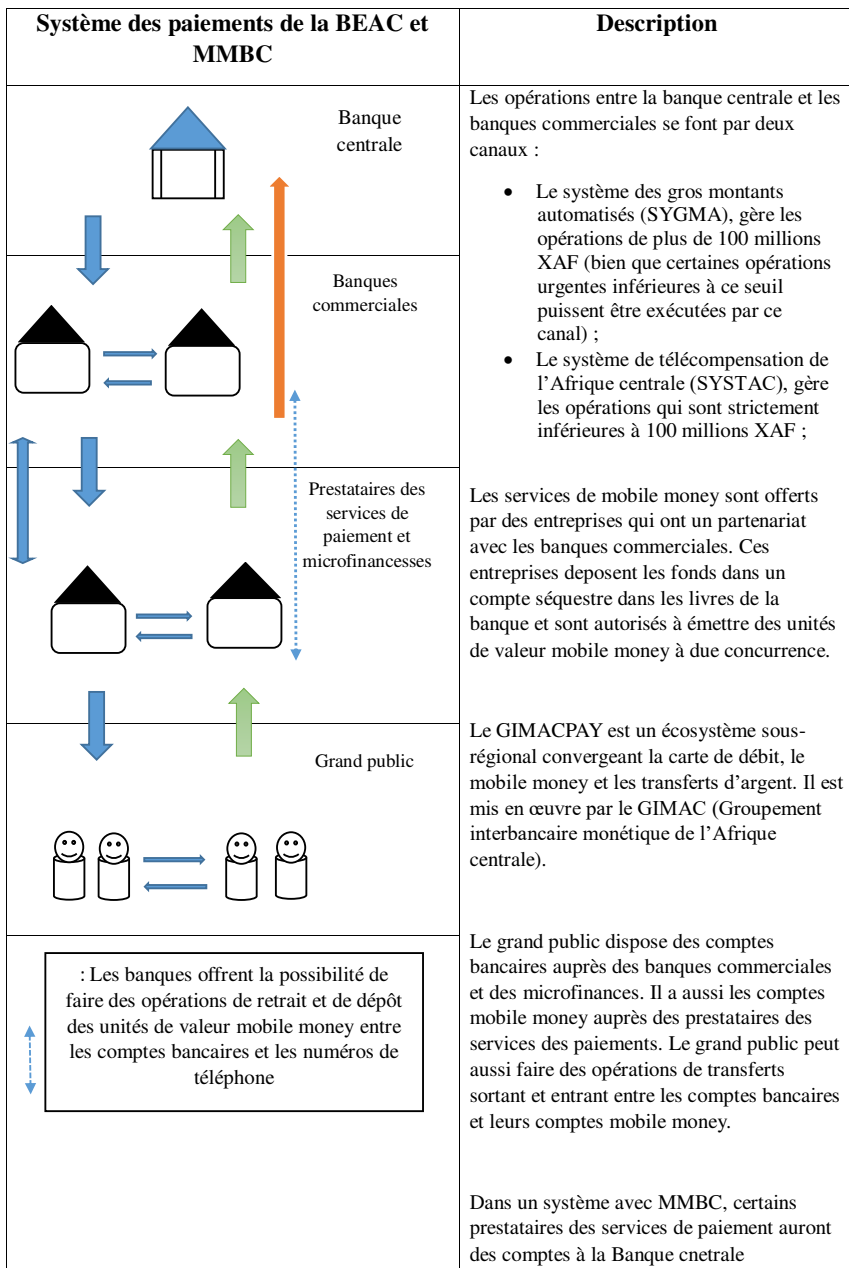 Système des paiements de la BEAC et
MMBC
Description
Banque
centrale
Banques
commerciales
Prestataires des
services de
paiement et
microfinancesses
Grand public
: Les banques offrent la possibilité de
faire des opérations de retrait et de dépôt
des unités de valeur mobile money entre
les comptes bancaires et les numéros de
téléphone
Les opérations entre la banque centrale et les
banques commerciales se font par deux
canaux :
• Le système des gros montants
automatisés (SYGMA), gère les
opérations de plus de 100 millions
XAF (bien que certaines opérations
urgentes inférieures à ce seuil
puissent être exécutées par ce
canal) ;
• Le système de télécompensation de
l’Afrique centrale (SYSTAC), gère
les opérations qui sont strictement
inférieures à 100 millions XAF ;
Les services de mobile money sont offerts
par des entreprises qui ont un partenariat
avec les banques commerciales. Ces
entreprises deposent les fonds dans un
compte séquestre dans les livres de la
banque et sont autorisés à émettre des unités
de valeur mobile money à due concurrence.
Le GIMACPAY est un écosystème sous-
régional convergeant la carte de débit, le
mobile money et les transferts d’argent. Il est
mis en œuvre par le GIMAC (Groupement
interbancaire monétique de l’Afrique
centrale).
Le grand public dispose des comptes
bancaires auprès des banques commerciales
et des microfinances. Il a aussi les comptes
mobile money auprès des prestataires des
services des paiements. Le grand public peut
aussi faire des opérations de transferts
sortant et entrant entre les comptes bancaires
et leurs comptes mobile money.
Dans un système avec MMBC, certains
prestataires des services de paiement auront
des comptes à la Banque cnetrale